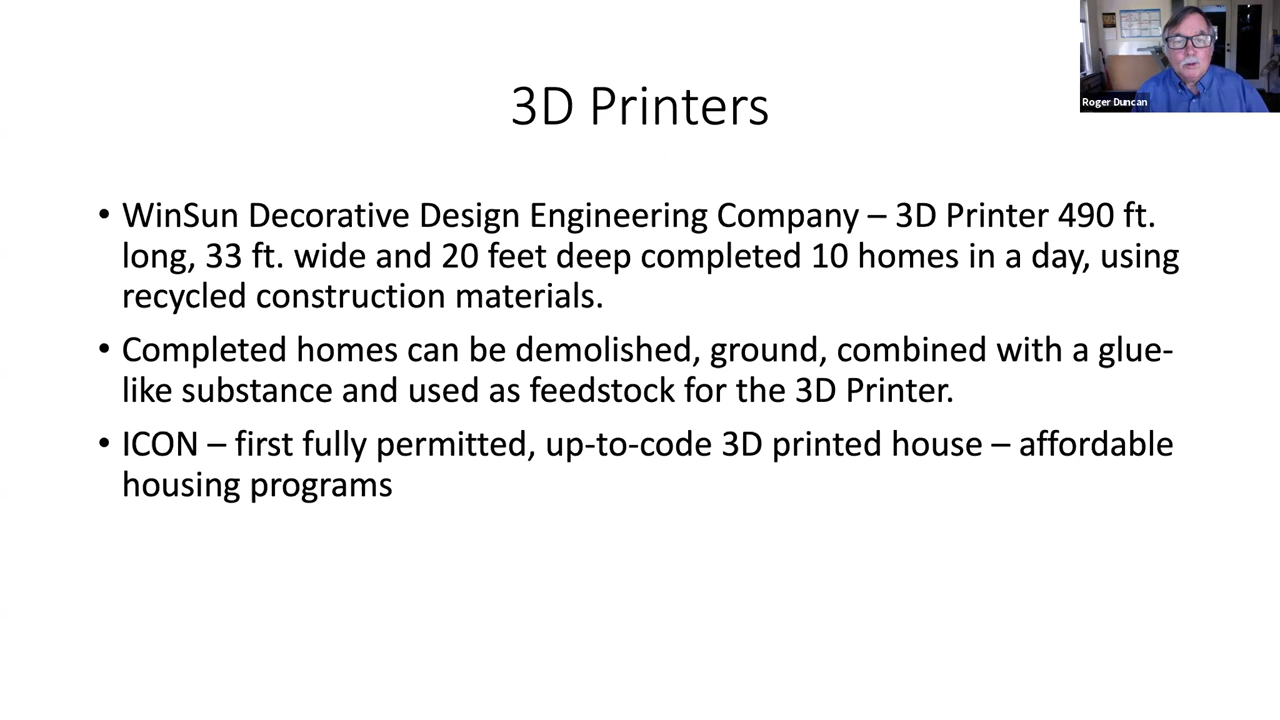 Roger Duncan
3D Printers
• WinSun Decorative Design Engineering Company – 3D Printer 490 ft.
long, 33 ft. wide and 20 feet deep completed 10 homes in a day, using
recycled construction materials.
• Completed homes can be demolished, ground, combined with a glue-
like substance and used as feedstock for the 3D Printer.
• ICON – first fully permitted, up-to-code 3D printed house – affordable
housing programs